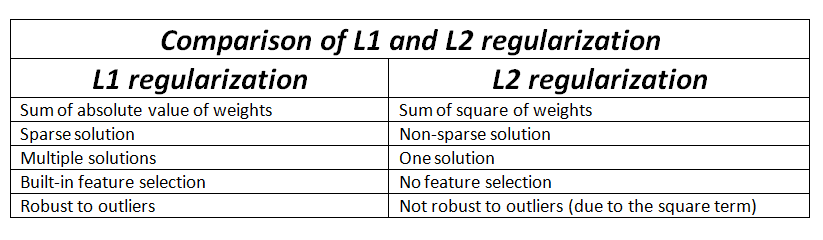 Comparison of L1 and L2 regularization
L1 regularization L2 regularization
Sum of absolute value of weights Sum of square of weights
Sparse solution Non-sparse solution
Multiple solutions One solution
Built-in feature selection No feature selection
Robust to outliers Not robust to outliers (due to the square term)